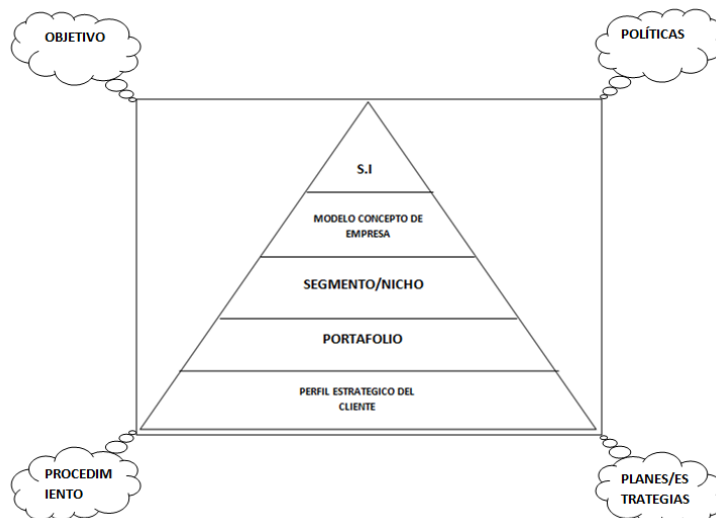 OBJETIVO
POLÍTICAS
S.I
MODELO CONCEPTO DE
EMPRESA
SEGMENTO/NICHO
PORTAFOLIO
PERFIL ESTRATEGICO DEL
CLIENTE
PROCEDIM
IENTO
PLANES/ES
TRATEGIAS